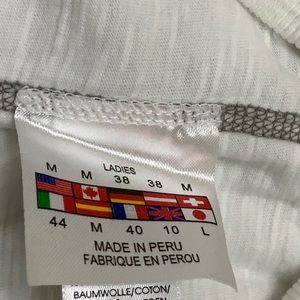 LADIES
M M 38 38 M
44 M 40 10 L
MADE IN PERU
FABRIQUE EN PEROU
BAUMWOLLE/COTON/